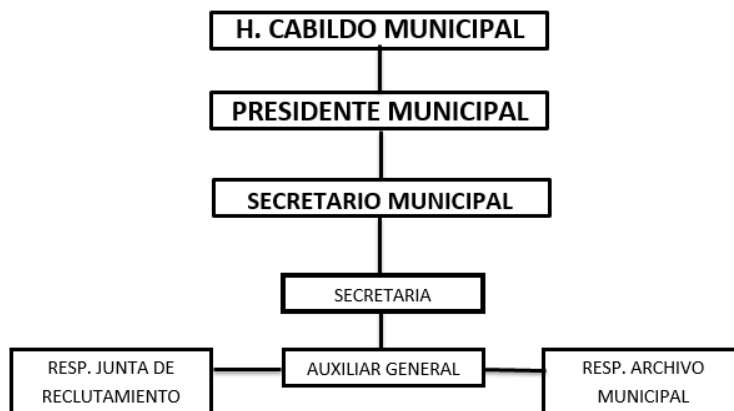 H. CABILDO MUNICIPAL
PRESIDENTE MUNICIPAL
SECRETARIO MUNICIPAL
SECRETARIA
RESP. JUNTA DE
RECLUTAMIENTO
AUXILIAR GENERAL
RESP. ARCHIVO
MUNICIPAL